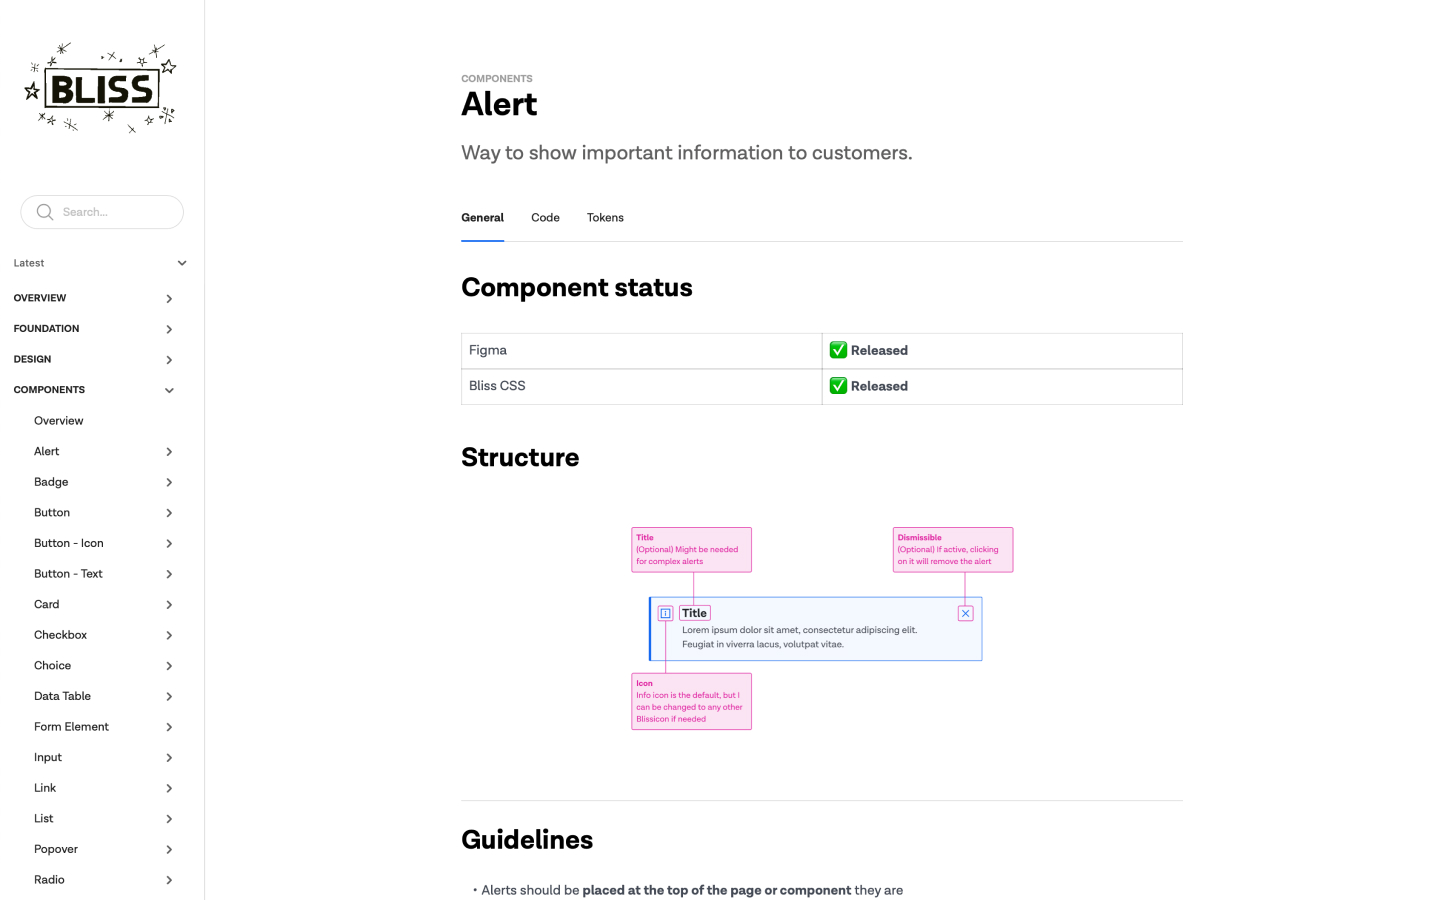 BLISS
Search...
Latest
OVERVIEW
FOUNDATION
DESIGN
COMPONENTS
Overview
Alert
Badge
Button
Button - Icon
Button - Text
Card
Checkbox
Choice
Data Table
Form Element
Input
Link
List
Popover
Radio
COMPONENTS
Alert
Way to show important information to customers.
General Code Tokens
Component status
Figma ✅ Released
Bliss CSS ✅ Released
Structure
Title
(Optional) Might be needed
for complex alerts
Dismissible
(Optional) If active, clicking
on it will remove the alert
Title
Lorem ipsum dolor sit amet, consectetur adipiscing elit.
Feugiat in viverra lacus, volutpat vitae.
Icon
Info icon is the default, but I
can be changed to any other
Blissicon if needed
Guidelines
• Alerts should be placed at the top of the page or component they are